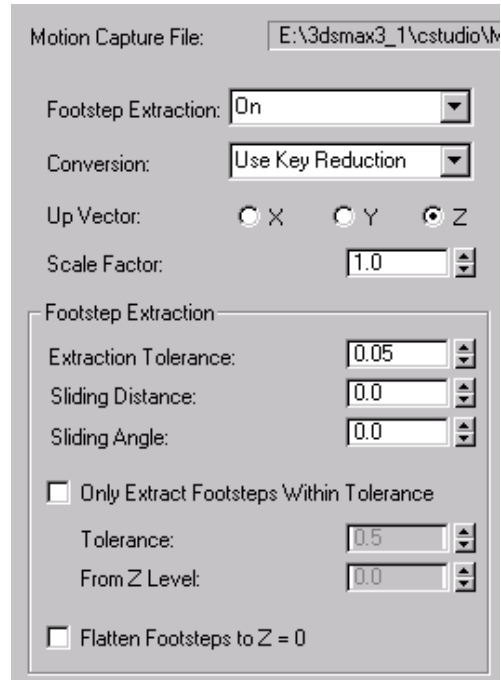 Motion Capture File: E:\3dsmax3_1\cstudio\M
Footstep Extraction: On
Conversion: Use Key Reduction
Up Vector: X Y Z
Scale Factor: 1.0
Footstep Extraction
Extraction Tolerance: 0.05
Sliding Distance: 0.0
Sliding Angle: 0.0
Only Extract Footsteps Within Tolerance
Tolerance: 0.5
From Z Level: 0.0
Flatten Footsteps to Z = 0